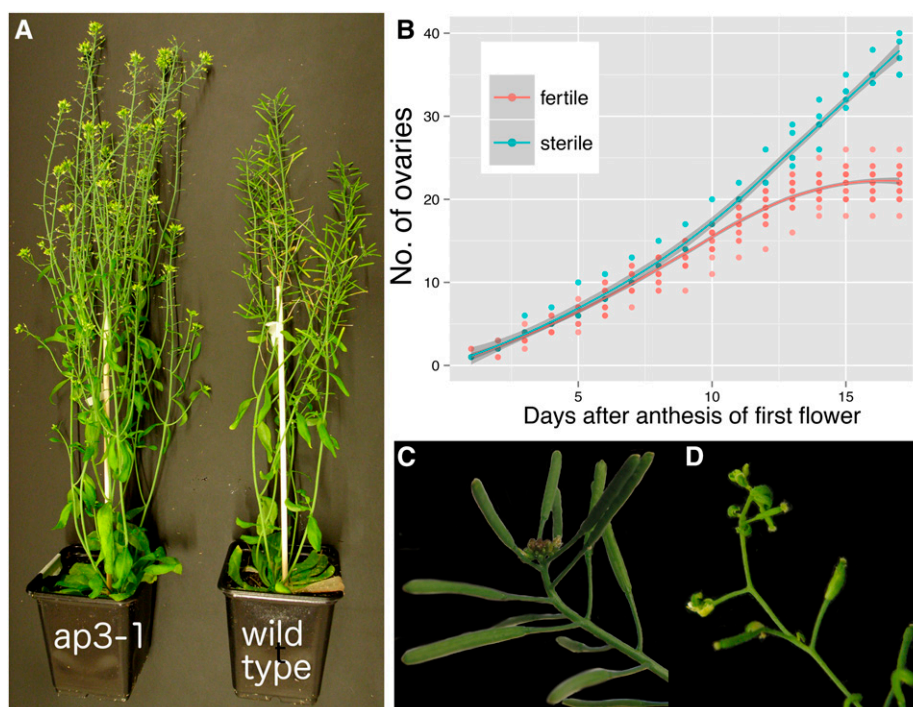 A
ap3-1
wild
type
B
No. of ovaries
40
30
20
10
0
fertile
sterile
5
10
15
Days after anthesis of first flower
C
D